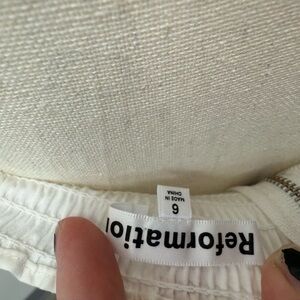 Reformation
6
MADE IN
CHINA